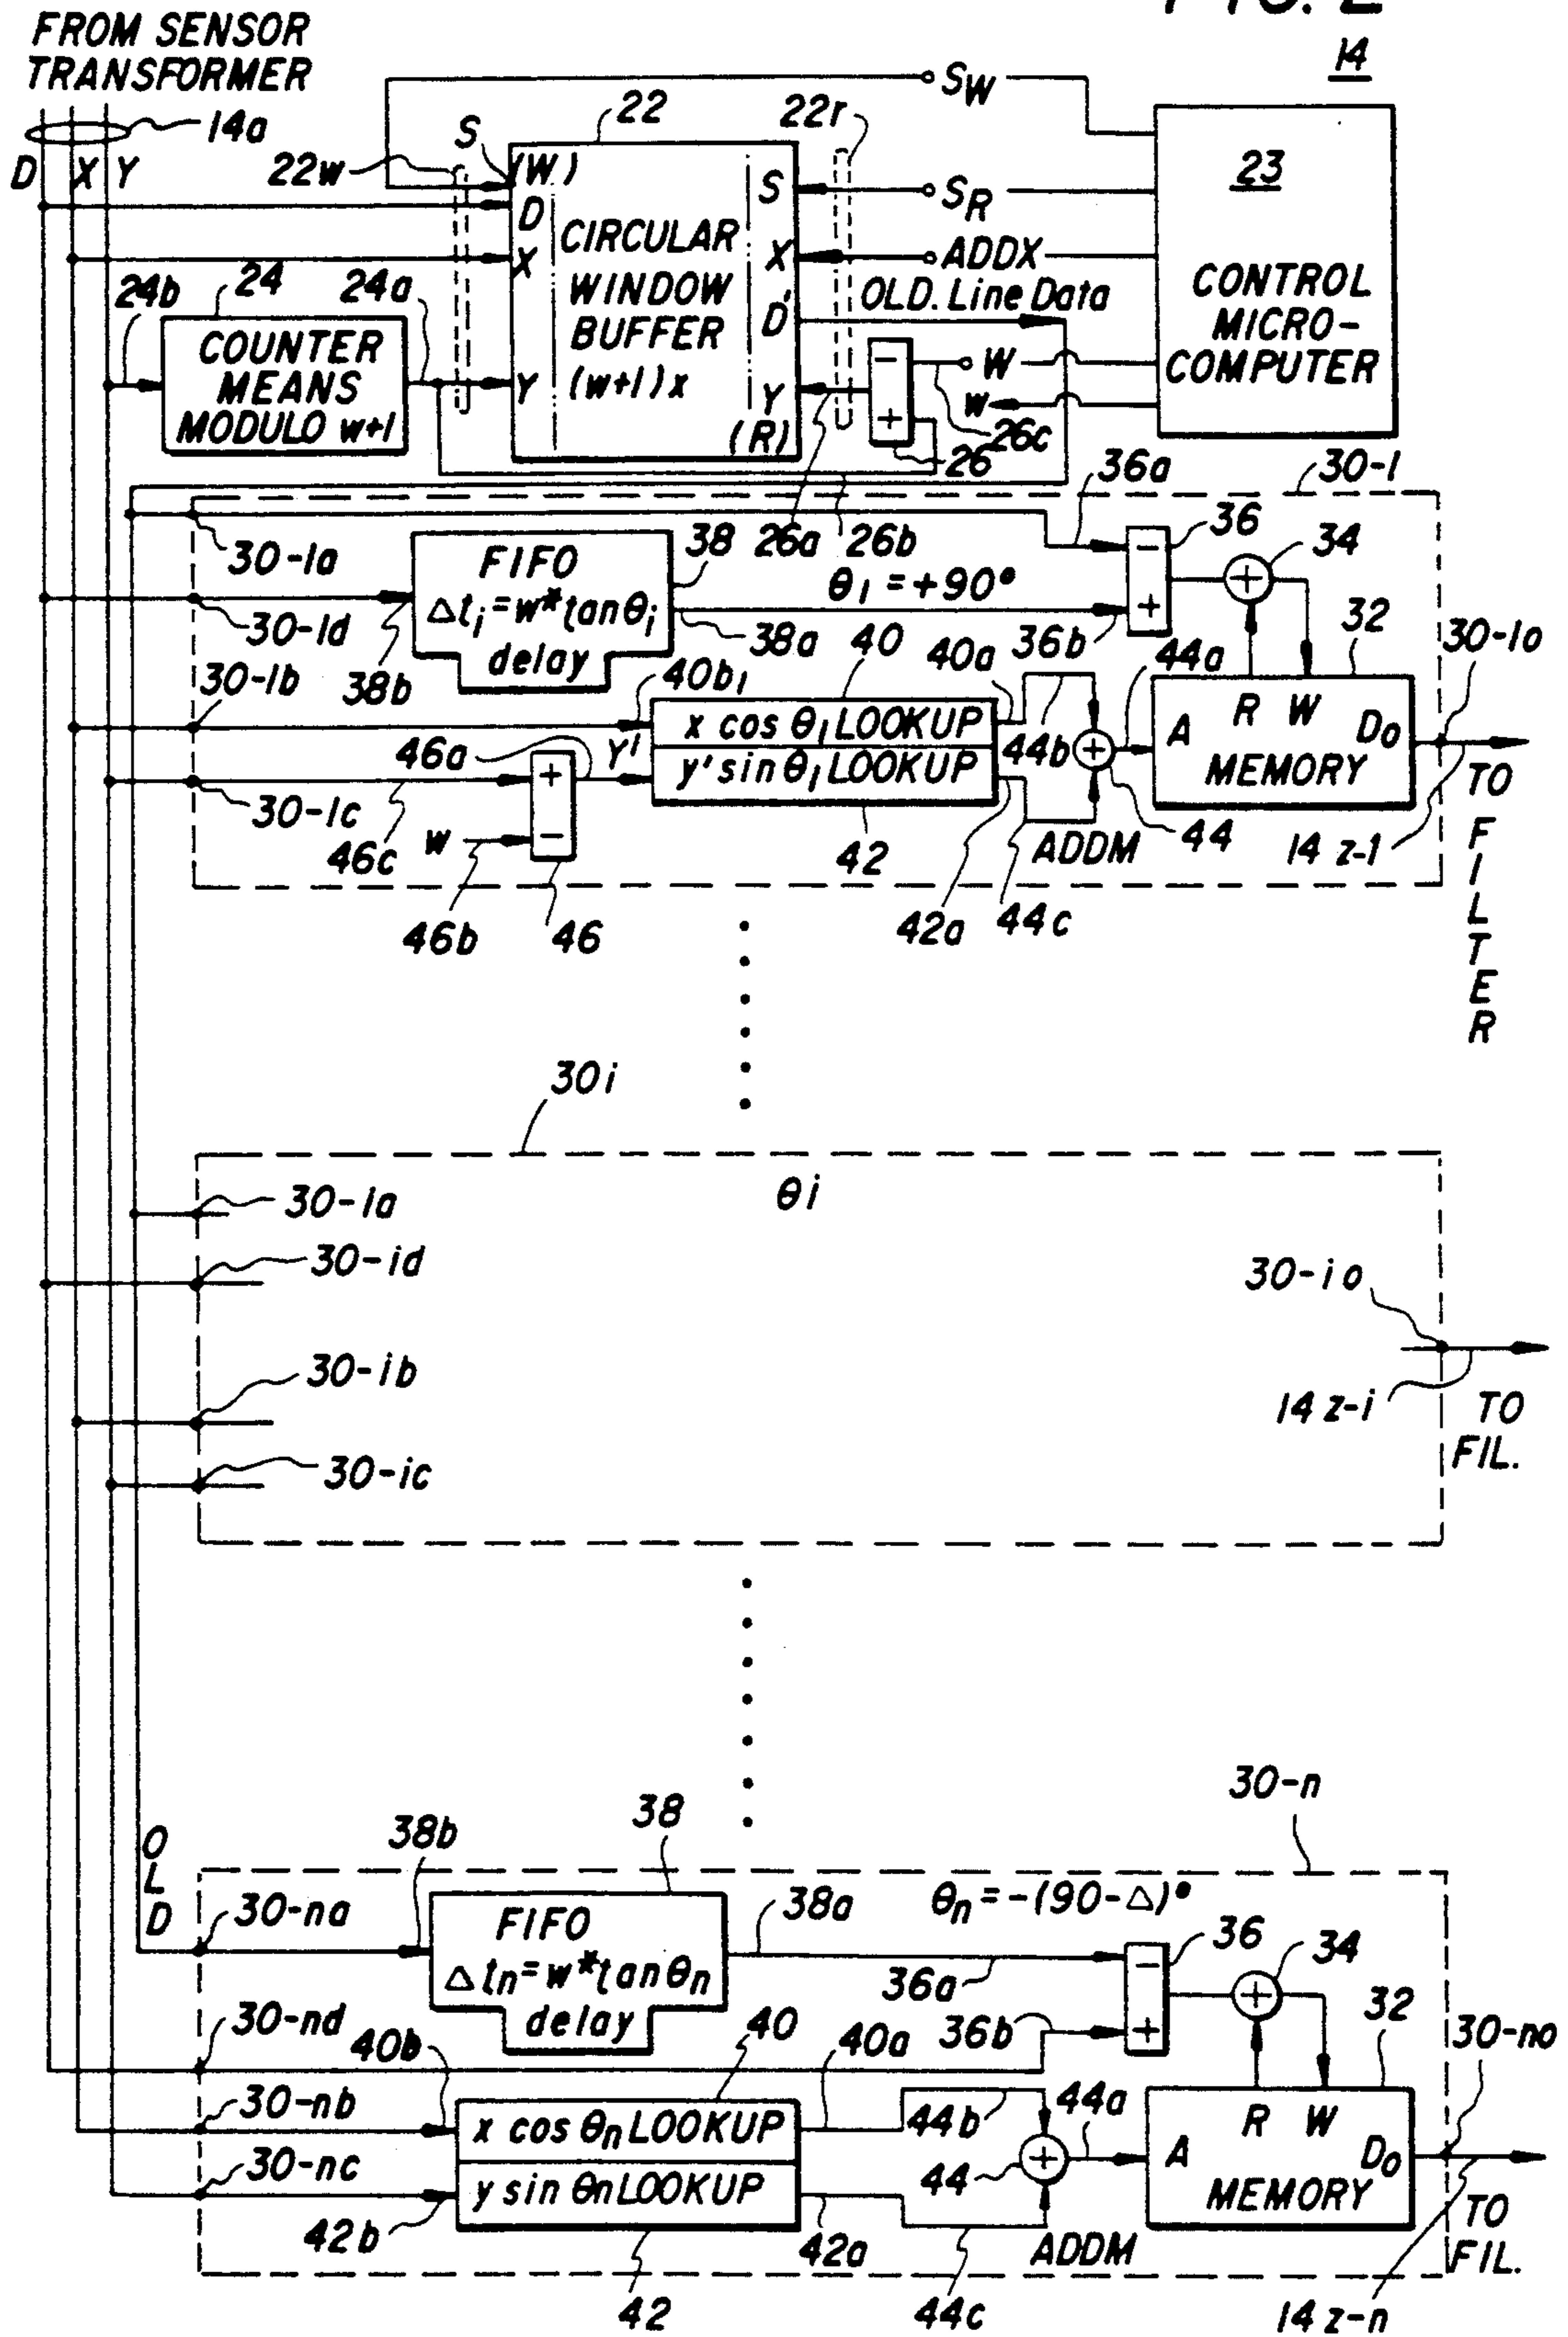 FIG. 2
FROM SENSOR
TRANSFORMER
14
14a
D X Y
S
22
22r
SW
22w
(W)
D
X
Y
CIRCULAR
WINDOW
BUFFER
(w+1)x
S
X
D'
Y
(R)
SR
ADDX
OLD. Line Data
W
w
23
CONTROL
MICRO-
COMPUTER
24b
24
24a
COUNTER
MEANS
MODULO w+1
-
+
26
26c
26a
26b
36a
30-1
30-1a
30-1d
FIFO
Δti=w*tanθi
delay
38
38a
38b
θ1=+90°
36b
-
+
36
34
30-1b
40b1
40
40a
x cos θ1 LOOKUP
y' sin θ1 LOOKUP
44b
44a
32
A R W Do
MEMORY
30-1o
30-1c
46a
Y'
46c
w
+
-
46b
46
42
42a
44c
ADDM
44
14 z-1
TO
F
I
L
T
E
R
30i
θi
30-1a
30-id
30-ib
30-ic
30-io
14 z-i
TO
FIL.
30-n
O
L
D
30-na
38b
38
FIFO
Δtn=w*tanθn
delay
38a
θn=-(90-Δ)°
36a
36b
-
+
36
34
30-nd
40b
40
40a
30-nb
x cos θn LOOKUP
y sin θn LOOKUP
30-nc
42b
42
42a
44b
44a
44
44c
ADDM
32
A R W Do
MEMORY
30-no
14 z-n
TO
FIL.